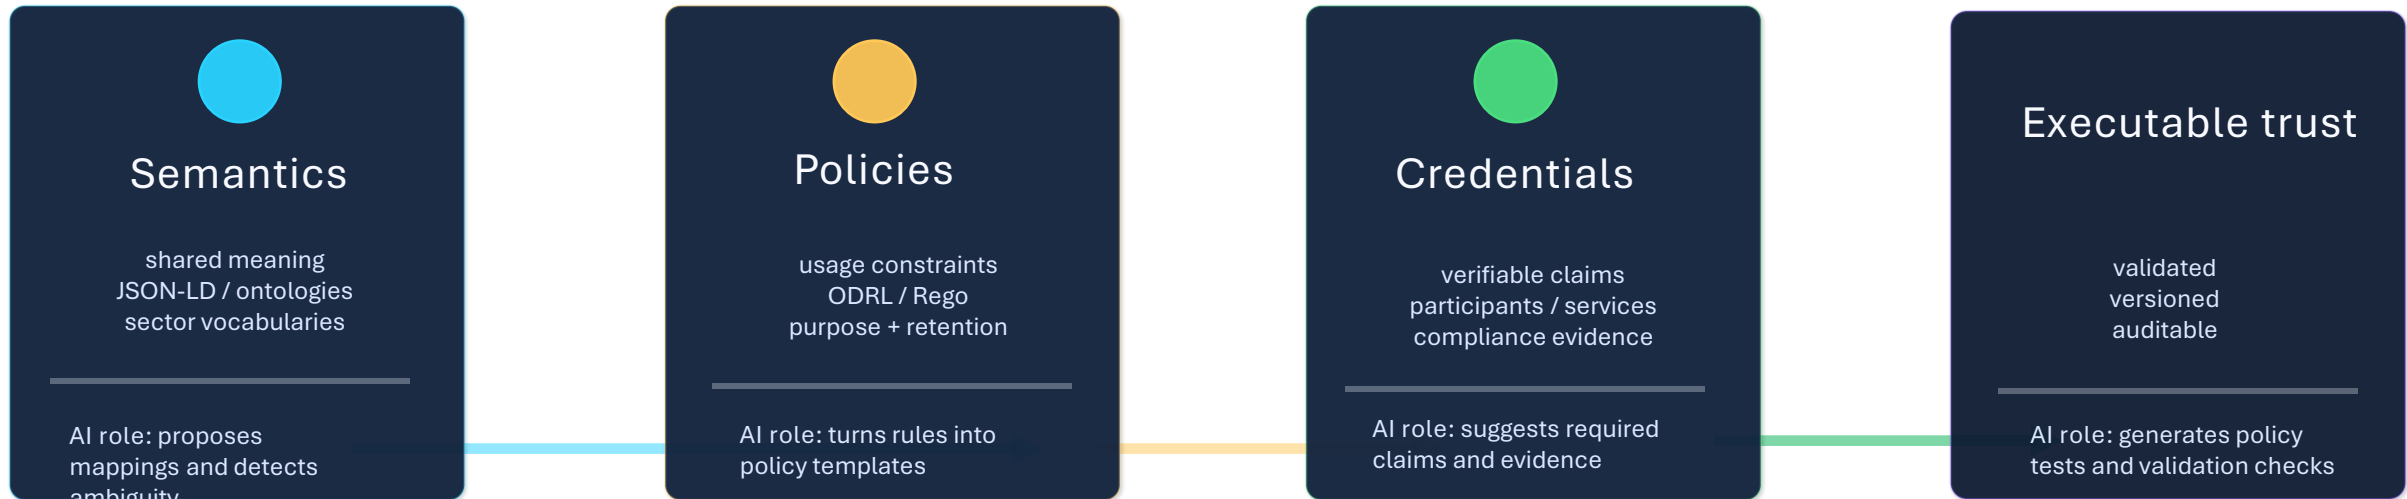 Semantics
shared meaning
JSON-LD / ontologies
sector vocabularies
AI role: proposes
mappings and detects
ambiguity
Policies
usage constraints
ODRL / Rego
purpose + retention
AI role: turns rules into
policy templates
Credentials
verifiable claims
participants / services
compliance evidence
AI role: suggests required
claims and evidence
Executable trust
validated
versioned
auditable
AI role: generates policy
tests and validation checks